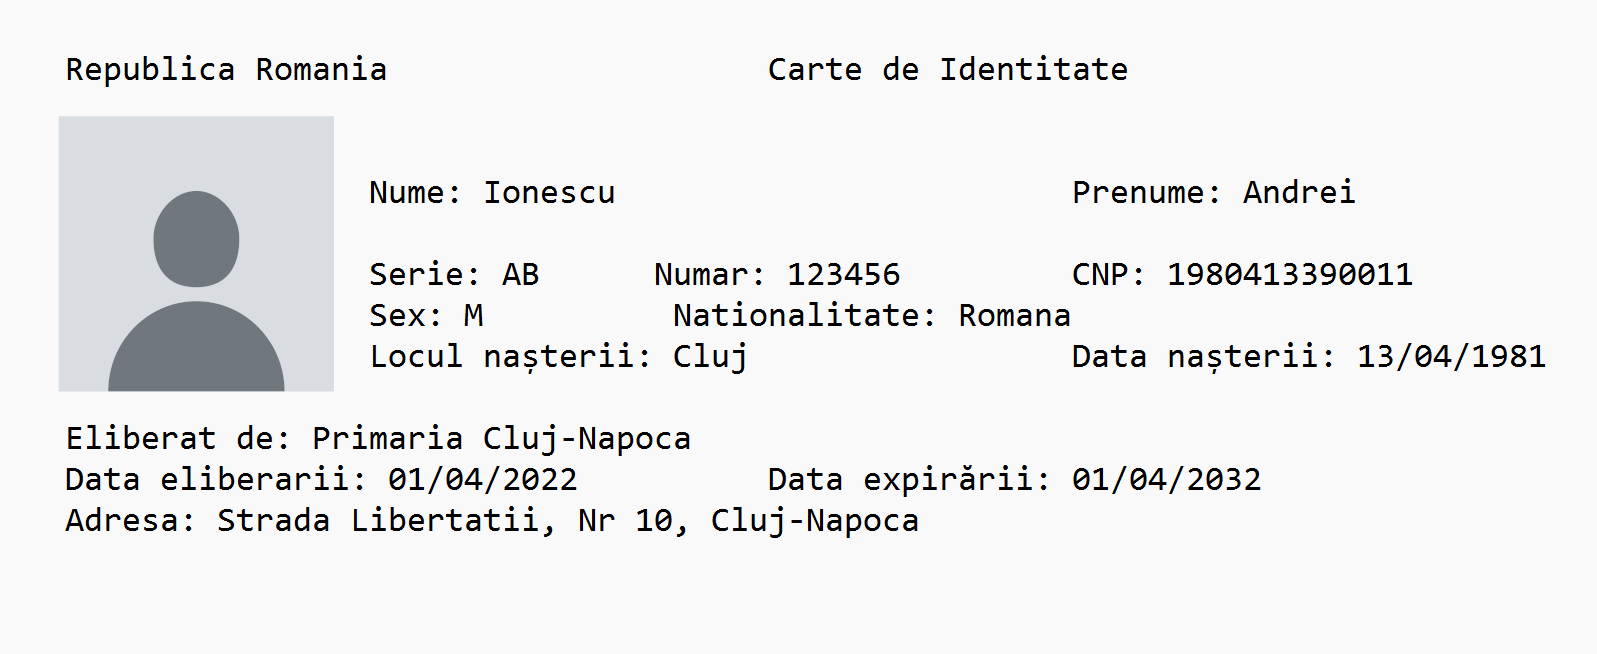 Republica Romania Carte de Identitate
Nume: Ionescu Prenume: Andrei
Serie: AB Numar: 123456 CNP: 1980413390011
Sex: M Nationalitate: Romana
Locul nașterii: Cluj Data nașterii: 13/04/1981
Eliberat de: Primaria Cluj-Napoca
Data eliberarii: 01/04/2022 Data expirării: 01/04/2032
Adresa: Strada Libertatii, Nr 10, Cluj-Napoca